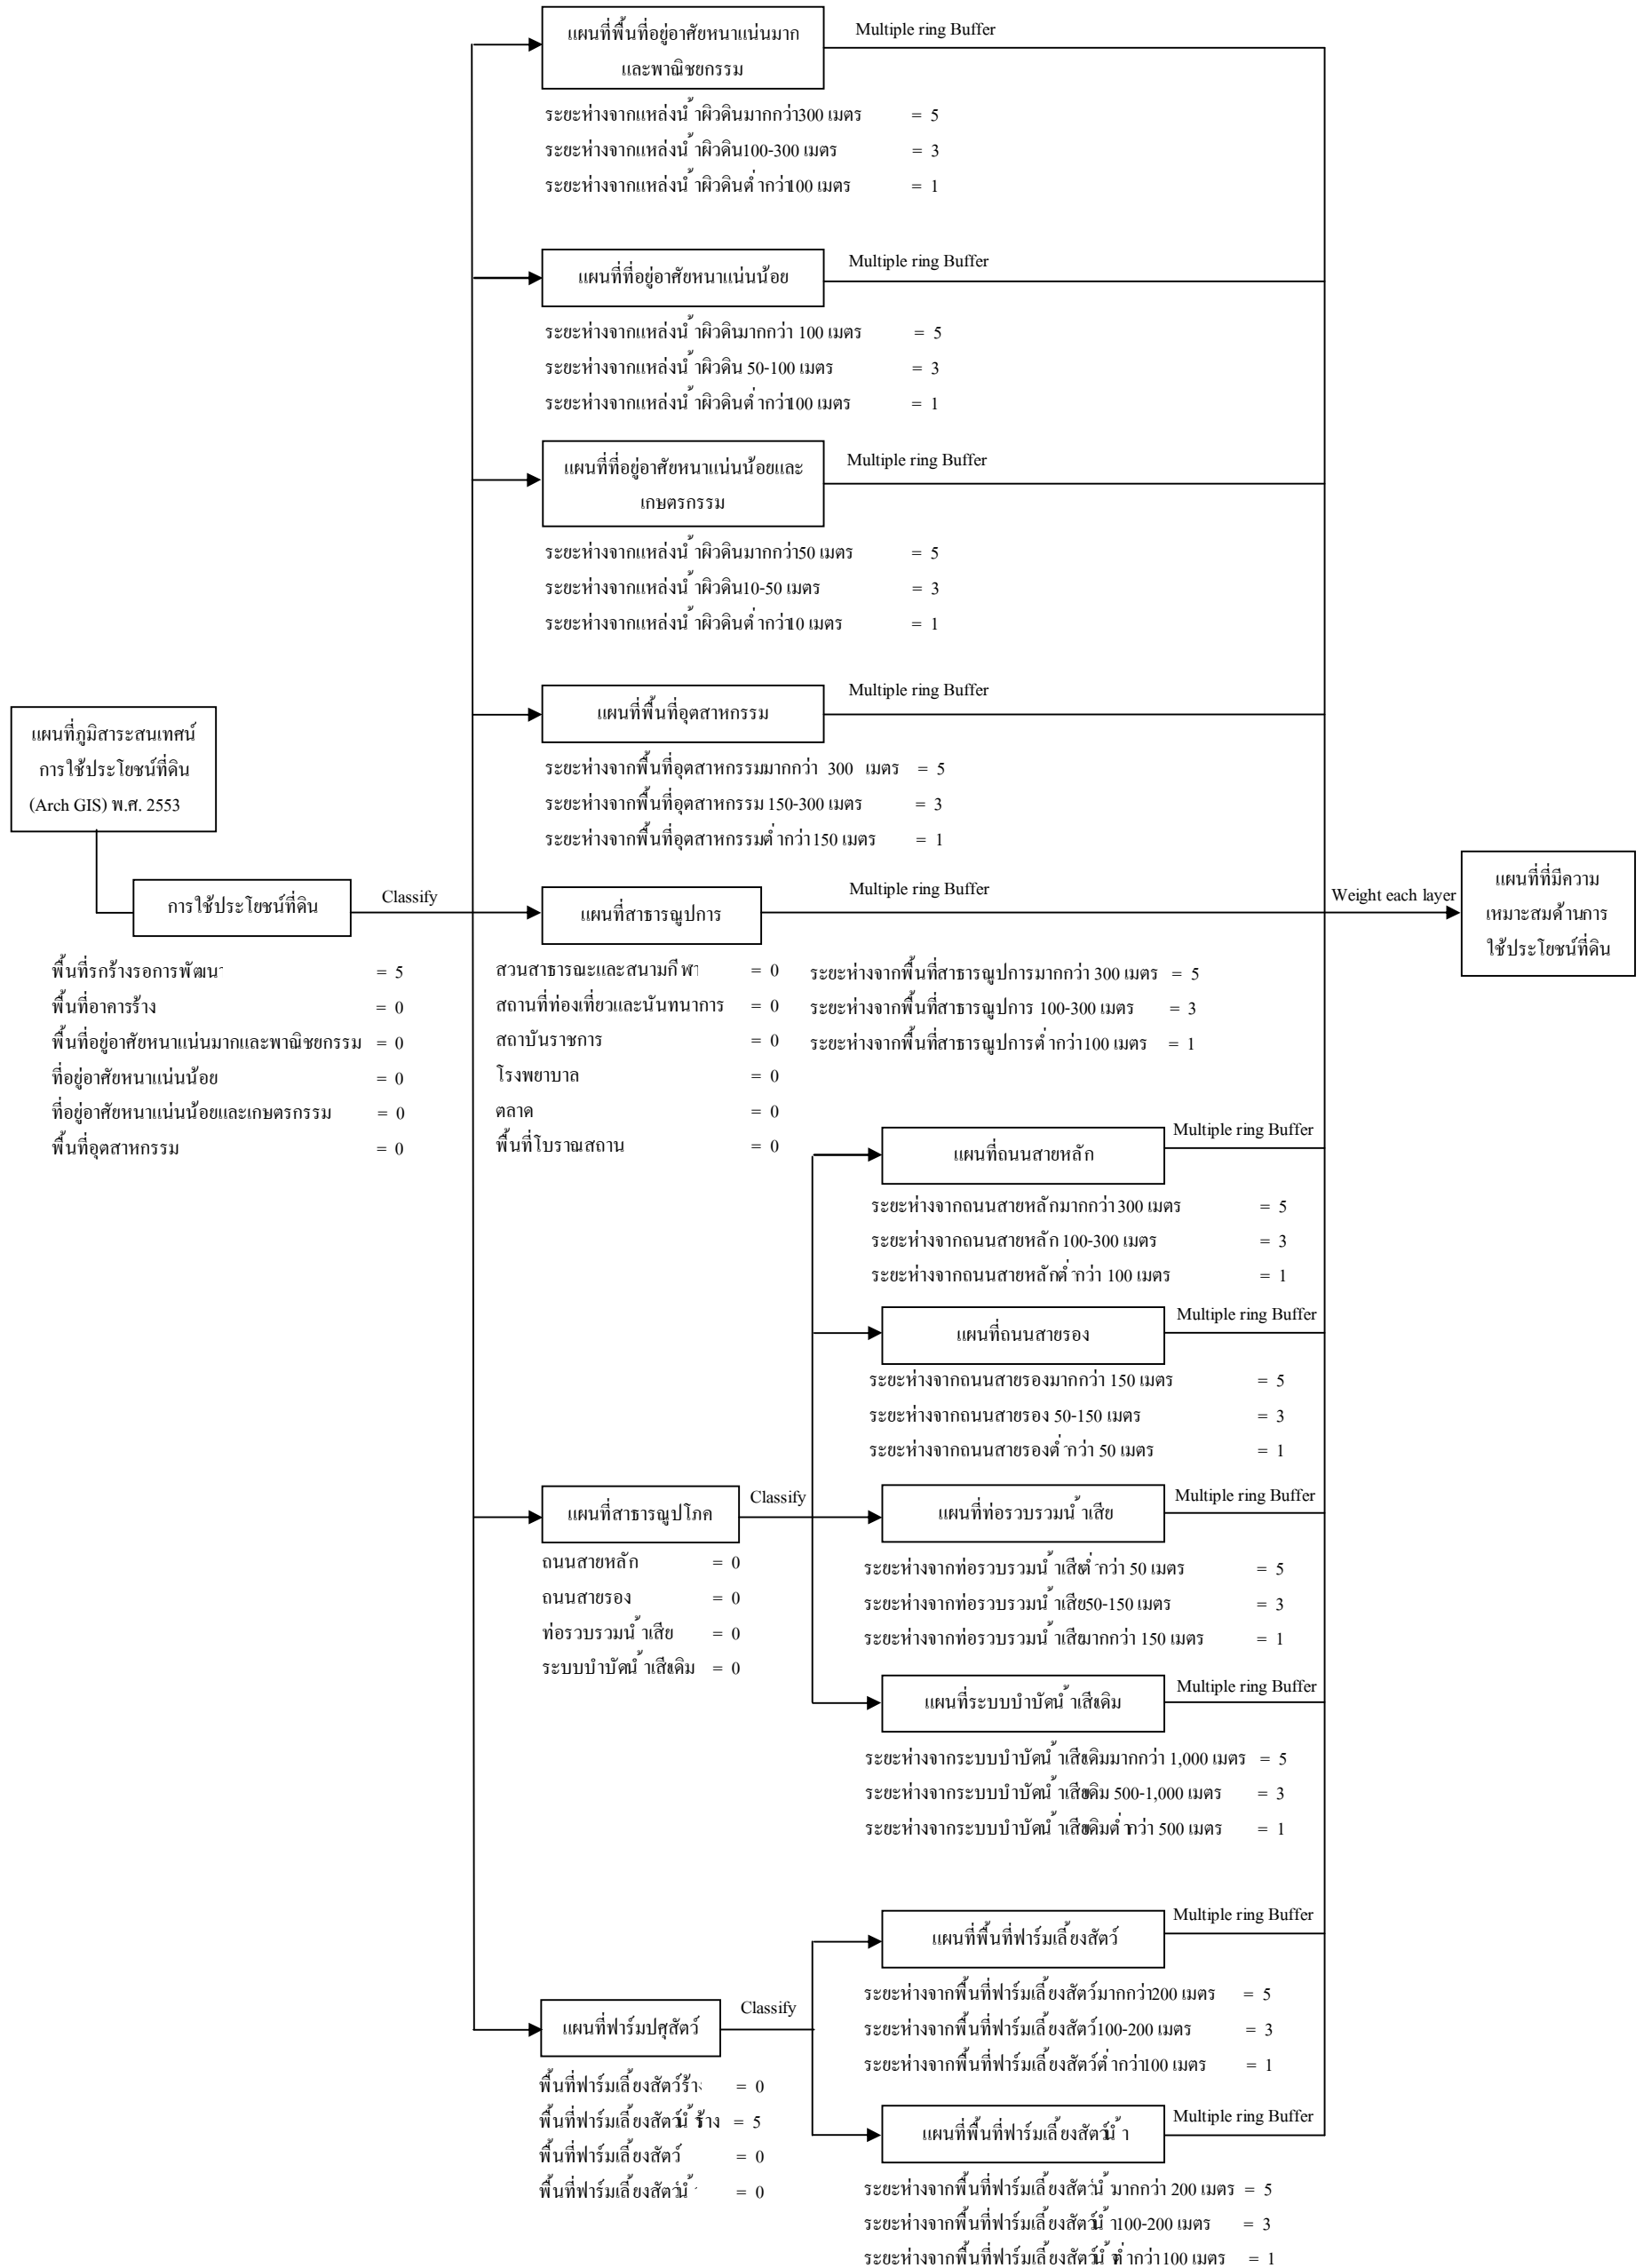 แผนที่พื้นที่อยู่อาศัยหนาแน่นมาก
และพาณิชยกรรม
Multiple ring Buffer
ระยะห่างจากแหล่งน้ำผิวดินมากกว่า300 เมตร = 5
ระยะห่างจากแหล่งน้ำผิวดิน100-300 เมตร = 3
ระยะห่างจากแหล่งน้ำผิวดินต่ำกว่า100 เมตร = 1
แผนที่ที่อยู่อาศัยหนาแน่นน้อย
Multiple ring Buffer
ระยะห่างจากแหล่งน้ำผิวดินมากกว่า 100 เมตร = 5
ระยะห่างจากแหล่งน้ำผิวดิน 50-100 เมตร = 3
ระยะห่างจากแหล่งน้ำผิวดินต่ำกว่า100 เมตร = 1
แผนที่ที่อยู่อาศัยหนาแน่นน้อยและ
เกษตรกรรม
Multiple ring Buffer
ระยะห่างจากแหล่งน้ำผิวดินมากกว่า50 เมตร = 5
ระยะห่างจากแหล่งน้ำผิวดิน10-50 เมตร = 3
ระยะห่างจากแหล่งน้ำผิวดินต่ำกว่า10 เมตร = 1
แผนที่พื้นที่อุตสาหกรรม
Multiple ring Buffer
ระยะห่างจากพื้นที่อุตสาหกรรมมากกว่า 300 เมตร = 5
ระยะห่างจากพื้นที่อุตสาหกรรม 150-300 เมตร = 3
ระยะห่างจากพื้นที่อุตสาหกรรมต่ำกว่า150 เมตร = 1
แผนที่ภูมิสาระสนเทศน์
การใช้ประโยชน์ที่ดิน
(Arch GIS) พ.ศ. 2553
การใช้ประโยชน์ที่ดิน
Classify
พื้นที่รกร้างรอการพัฒนา = 5
พื้นที่อาคารร้าง = 0
พื้นที่อยู่อาศัยหนาแน่นมากและพาณิชยกรรม = 0
ที่อยู่อาศัยหนาแน่นน้อย = 0
ที่อยู่อาศัยหนาแน่นน้อยและเกษตรกรรม = 0
พื้นที่อุตสาหกรรม = 0
แผนที่สาธารณูปการ
Multiple ring Buffer
สวนสาธารณะและสนามกีฬา = 0
สถานที่ท่องเที่ยวและนันทนาการ = 0
สถาบันราชการ = 0
โรงพยาบาล = 0
ตลาด = 0
พื้นที่โบราณสถาน = 0
ระยะห่างจากพื้นที่สาธารณูปการมากกว่า 300 เมตร = 5
ระยะห่างจากพื้นที่สาธารณูปการ 100-300 เมตร = 3
ระยะห่างจากพื้นที่สาธารณูปการต่ำกว่า100 เมตร = 1
Weight each layer
แผนที่ที่มีความ
เหมาะสมด้านการ
ใช้ประโยชน์ที่ดิน
แผนที่ถนนสายหลัก
Multiple ring Buffer
ระยะห่างจากถนนสายหลักมากกว่า300 เมตร = 5
ระยะห่างจากถนนสายหลัก 100-300 เมตร = 3
ระยะห่างจากถนนสายหลักต่ำกว่า 100 เมตร = 1
แผนที่ถนนสายรอง
Multiple ring Buffer
ระยะห่างจากถนนสายรองมากกว่า 150 เมตร = 5
ระยะห่างจากถนนสายรอง 50-150 เมตร = 3
ระยะห่างจากถนนสายรองต่ำกว่า 50 เมตร = 1
แผนที่สาธารณูปโภค
Classify
ถนนสายหลัก = 0
ถนนสายรอง = 0
ท่อรวบรวมน้ำเสีย = 0
ระบบบำบัดน้ำเสียเดิม = 0
แผนที่ท่อรวบรวมน้ำเสีย
Multiple ring Buffer
ระยะห่างจากท่อรวบรวมน้ำเสียต่ำกว่า 50 เมตร = 5
ระยะห่างจากท่อรวบรวมน้ำเสีย50-150 เมตร = 3
ระยะห่างจากท่อรวบรวมน้ำเสียมากกว่า 150 เมตร = 1
แผนที่ระบบบำบัดน้ำเสียเดิม
Multiple ring Buffer
ระยะห่างจากระบบบำบัดน้ำเสียเดิมมากกว่า 1,000 เมตร = 5
ระยะห่างจากระบบบำบัดน้ำเสียเดิม 500-1,000 เมตร = 3
ระยะห่างจากระบบบำบัดน้ำเสียเดิมต่ำกว่า 500 เมตร = 1
แผนที่ฟาร์มปศุสัตว์
Classify
พื้นที่ฟาร์มเลี้ยงสัตว์ร้าง = 0
พื้นที่ฟาร์มเลี้ยงสัตว์น้ำร้าง = 5
พื้นที่ฟาร์มเลี้ยงสัตว์ = 0
พื้นที่ฟาร์มเลี้ยงสัตว์น้ำ = 0
แผนที่พื้นที่ฟาร์มเลี้ยงสัตว์
Multiple ring Buffer
ระยะห่างจากพื้นที่ฟาร์มเลี้ยงสัตว์มากกว่า200 เมตร = 5
ระยะห่างจากพื้นที่ฟาร์มเลี้ยงสัตว์100-200 เมตร = 3
ระยะห่างจากพื้นที่ฟาร์มเลี้ยงสัตว์ต่ำกว่า100 เมตร = 1
แผนที่พื้นที่ฟาร์มเลี้ยงสัตว์น้ำ
Multiple ring Buffer
ระยะห่างจากพื้นที่ฟาร์มเลี้ยงสัตว์น้ำมากกว่า 200 เมตร = 5
ระยะห่างจากพื้นที่ฟาร์มเลี้ยงสัตว์น้ำ100-200 เมตร = 3
ระยะห่างจากพื้นที่ฟาร์มเลี้ยงสัตว์น้ำต่ำกว่า100 เมตร = 1